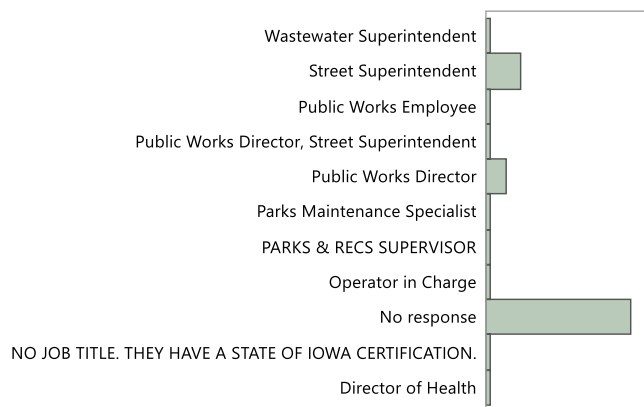 Wastewater Superintendent
Street Superintendent
Public Works Employee
Public Works Director, Street Superintendent
Public Works Director
Parks Maintenance Specialist
PARKS & RECS SUPERVISOR
Operator in Charge
No response
NO JOB TITLE. THEY HAVE A STATE OF IOWA CERTIFICATION.
Director of Health